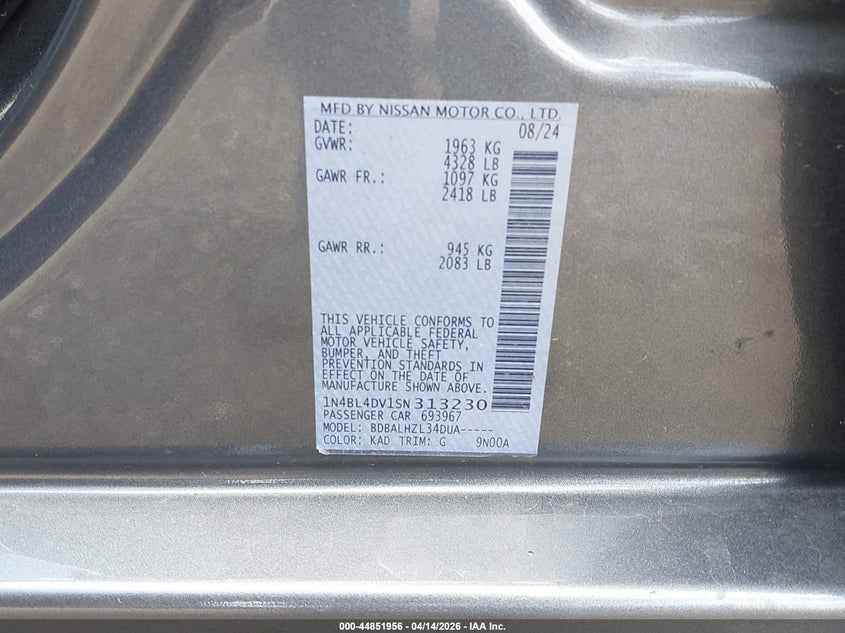 MFD BY NISSAN MOTOR CO., LTD.
DATE: 08/24
GVWR: 1963 KG
4328 LB
GAWR FR.: 1097 KG
2418 LB
GAWR RR.: 945 KG
2083 LB
THIS VEHICLE CONFORMS TO
ALL APPLICABLE FEDERAL
MOTOR VEHICLE SAFETY,
BUMPER, AND THEFT
PREVENTION STANDARDS IN
EFFECT ON THE DATE OF
MANUFACTURE SHOWN ABOVE.
1N4BL4DV1SN313230
PASSENGER CAR 693967
MODEL: BDBALHZL34DUA-----
COLOR: KAD TRIM: G 9N00A
000-44851956 - 04/14/2026 - IAA Inc.